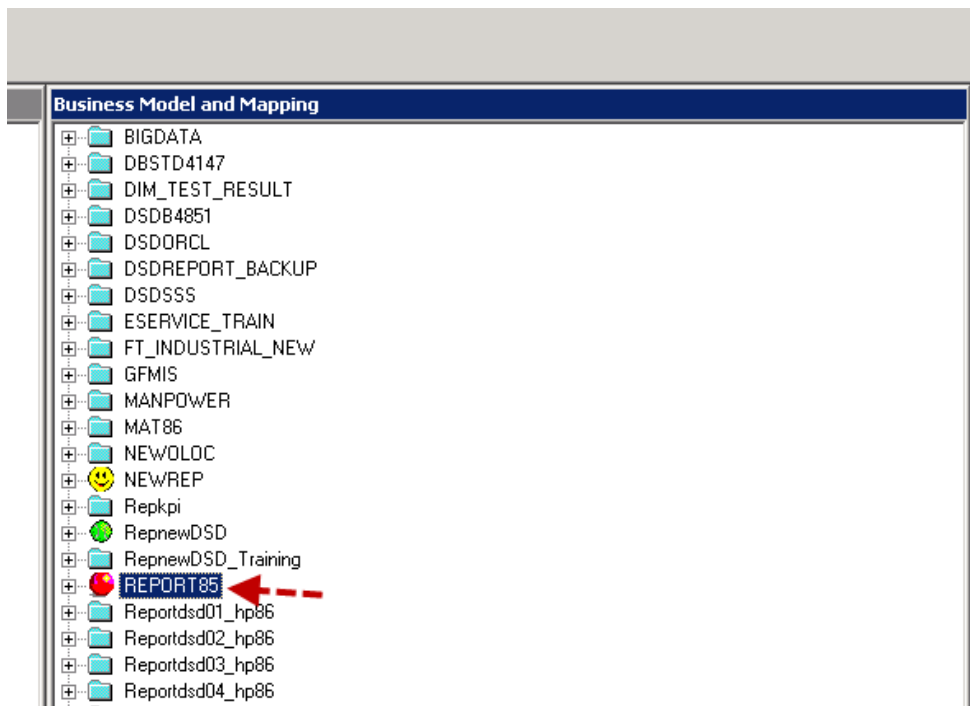 Business Model and Mapping
BIGDATA
DBSTD4147
DIM_TEST_RESULT
DSDB4851
DSDORCL
DSDREPORT_BACKUP
DSDSSS
ESERVICE_TRAIN
FT_INDUSTRIAL_NEW
GFMIS
MANPOWER
MAT86
NEWOLOC
NEWREP
Repkpi
RepnewDSD
RepnewDSD_Training
REPORT85
Reportdsd01_hp86
Reportdsd02_hp86
Reportdsd03_hp86
Reportdsd04_hp86